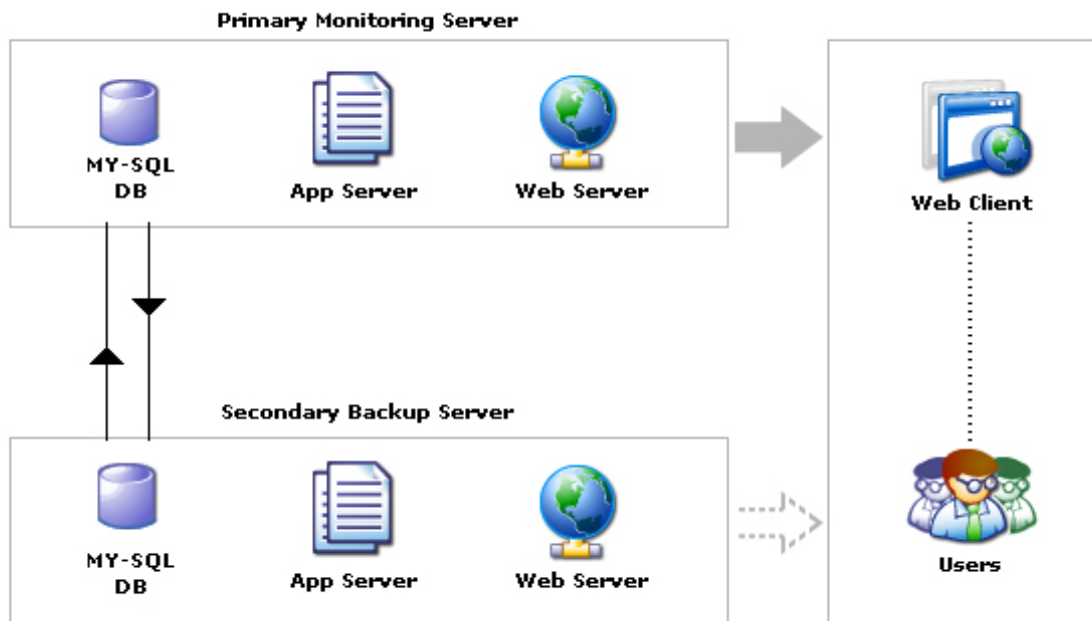 Primary Monitoring Server
MY-SQL
DB
App Server
Web Server
Web Client
Secondary Backup Server
MY-SQL
DB
App Server
Web Server
Users